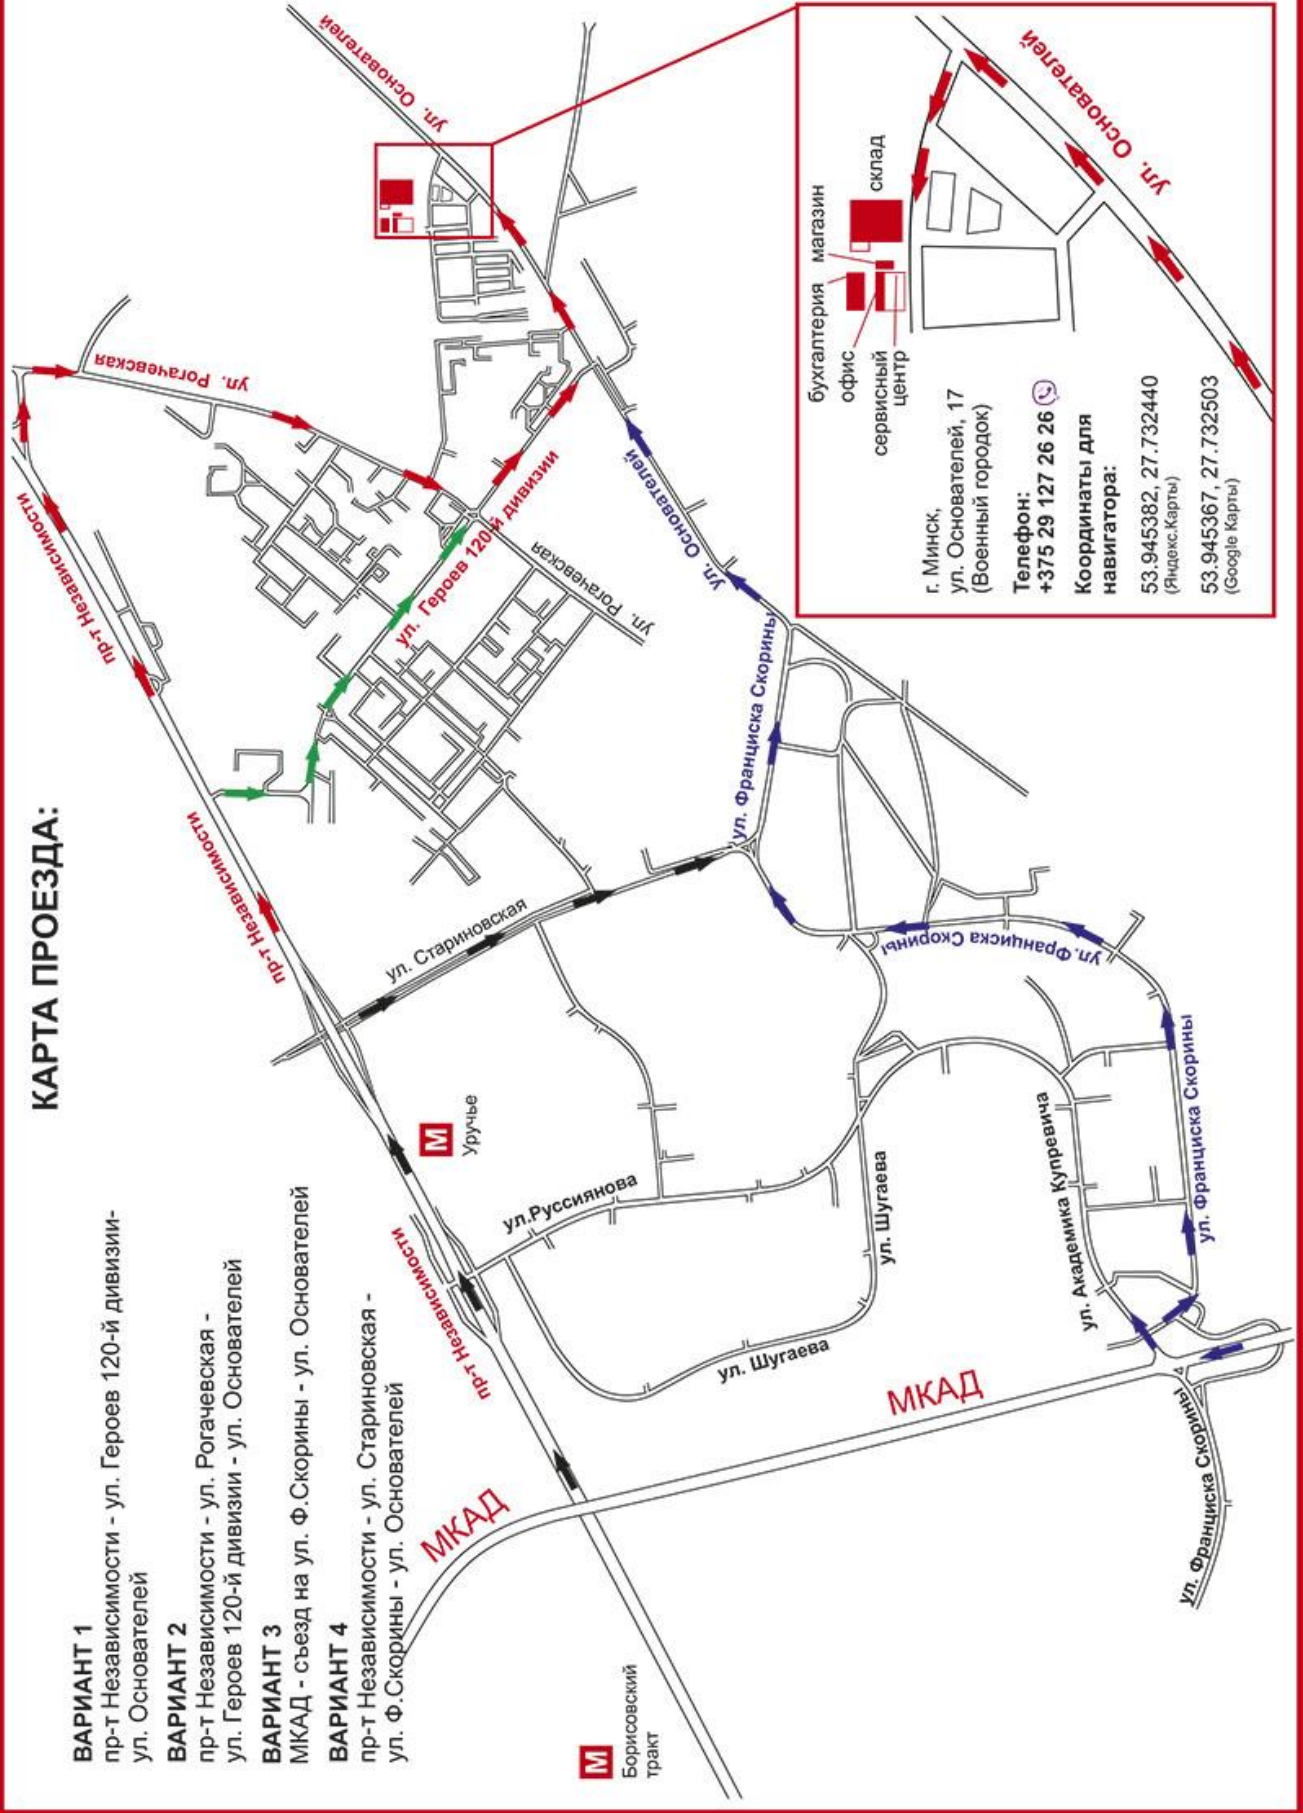 КАРТА ПРОЕЗДА:
ВАРИАНТ 1
пр-т Независимости - ул. Героев 120-й дивизии-
ул. Основателей
ВАРИАНТ 2
пр-т Независимости - ул. Рогачевская -
ул. Героев 120-й дивизии - ул. Основателей
ВАРИАНТ 3
МКАД - съезд на ул. Ф.Скорины - ул. Основателей
ВАРИАНТ 4
пр-т Независимости - ул. Стариновская -
ул. Ф.Скорины - ул. Основателей
пр-т Независимости
пр-т Независимости
пр-т Независимости
ул. Рогачевская
ул. Основателей
ул. Героев 120-й дивизии
ул. Рогачевская
ул. Стариновская
М
Уручье
ул.Руссиянова
ул. Основателей
ул. Франциска Скорины
МКАД
М
Борисовский
тракт
ул. Шугаева
ул. Шугаева
МКАД
ул. Академика Купревича
ул.Франциска Скорины
ул. Франциска Скорины
ул. Франциска Скорины
бухгалтерия
магазин
офис
склад
сервисный
центр
ул. Основателей
ул. Основателей
г. Минск,
ул. Основателей, 17
(Военный городок)
Телефон:
+375 29 127 26 26
Координаты для
навигатора:
53.945382, 27.732440
(Яндекс.Карты)
53.945367, 27.732503
(Google Карты)